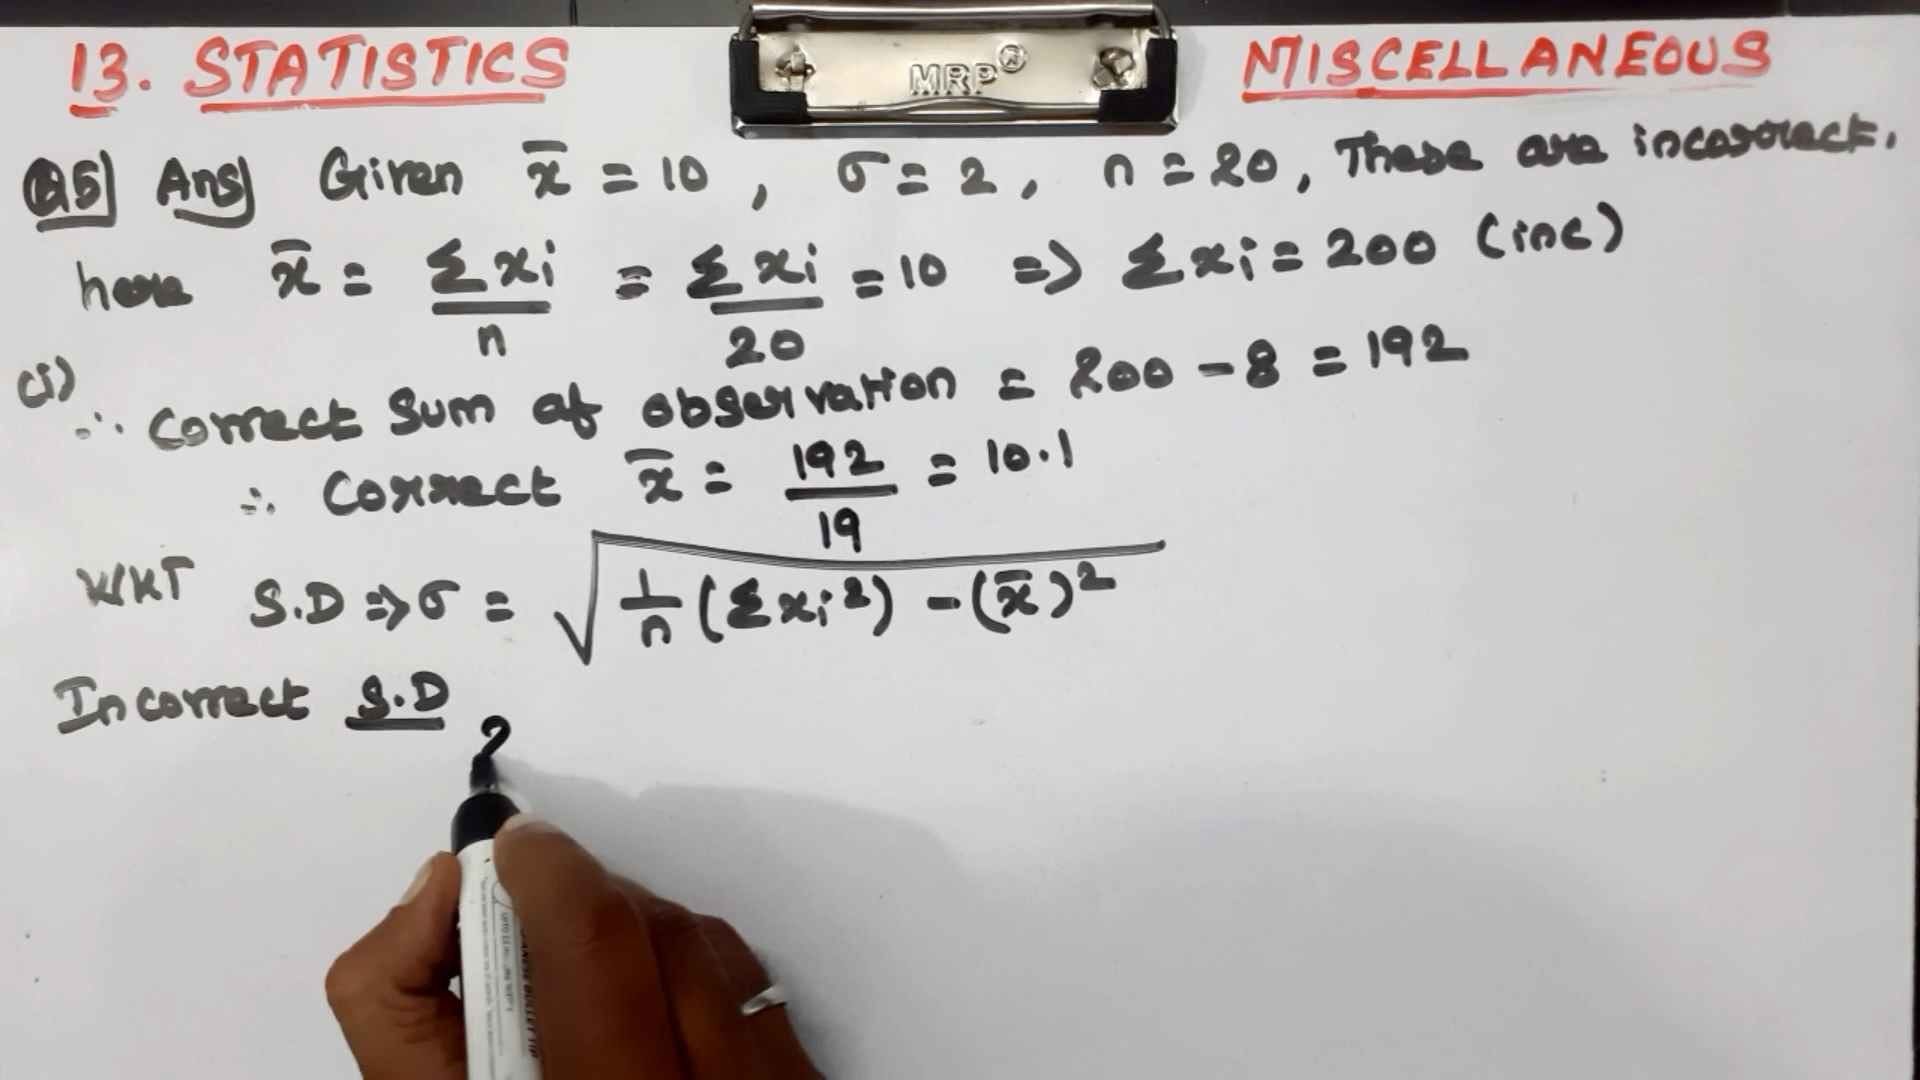 13. STATISTICS
MISCELLANEOUS
MRP®
Q5] Ans] Given x̄ = 10 , σ = 2, n = 20, These are incorrect.
here x̄ = Σxi/n = Σxi/20 = 10 => Σxi = 200 (inc)
(i)
∴ correct sum of observation = 200 - 8 = 192
∴ Correct x̄ = 192/19 = 10.1
WKT S.D => σ = √(1/n (Σxi²) - (x̄)²)
Incorrect S.D 2